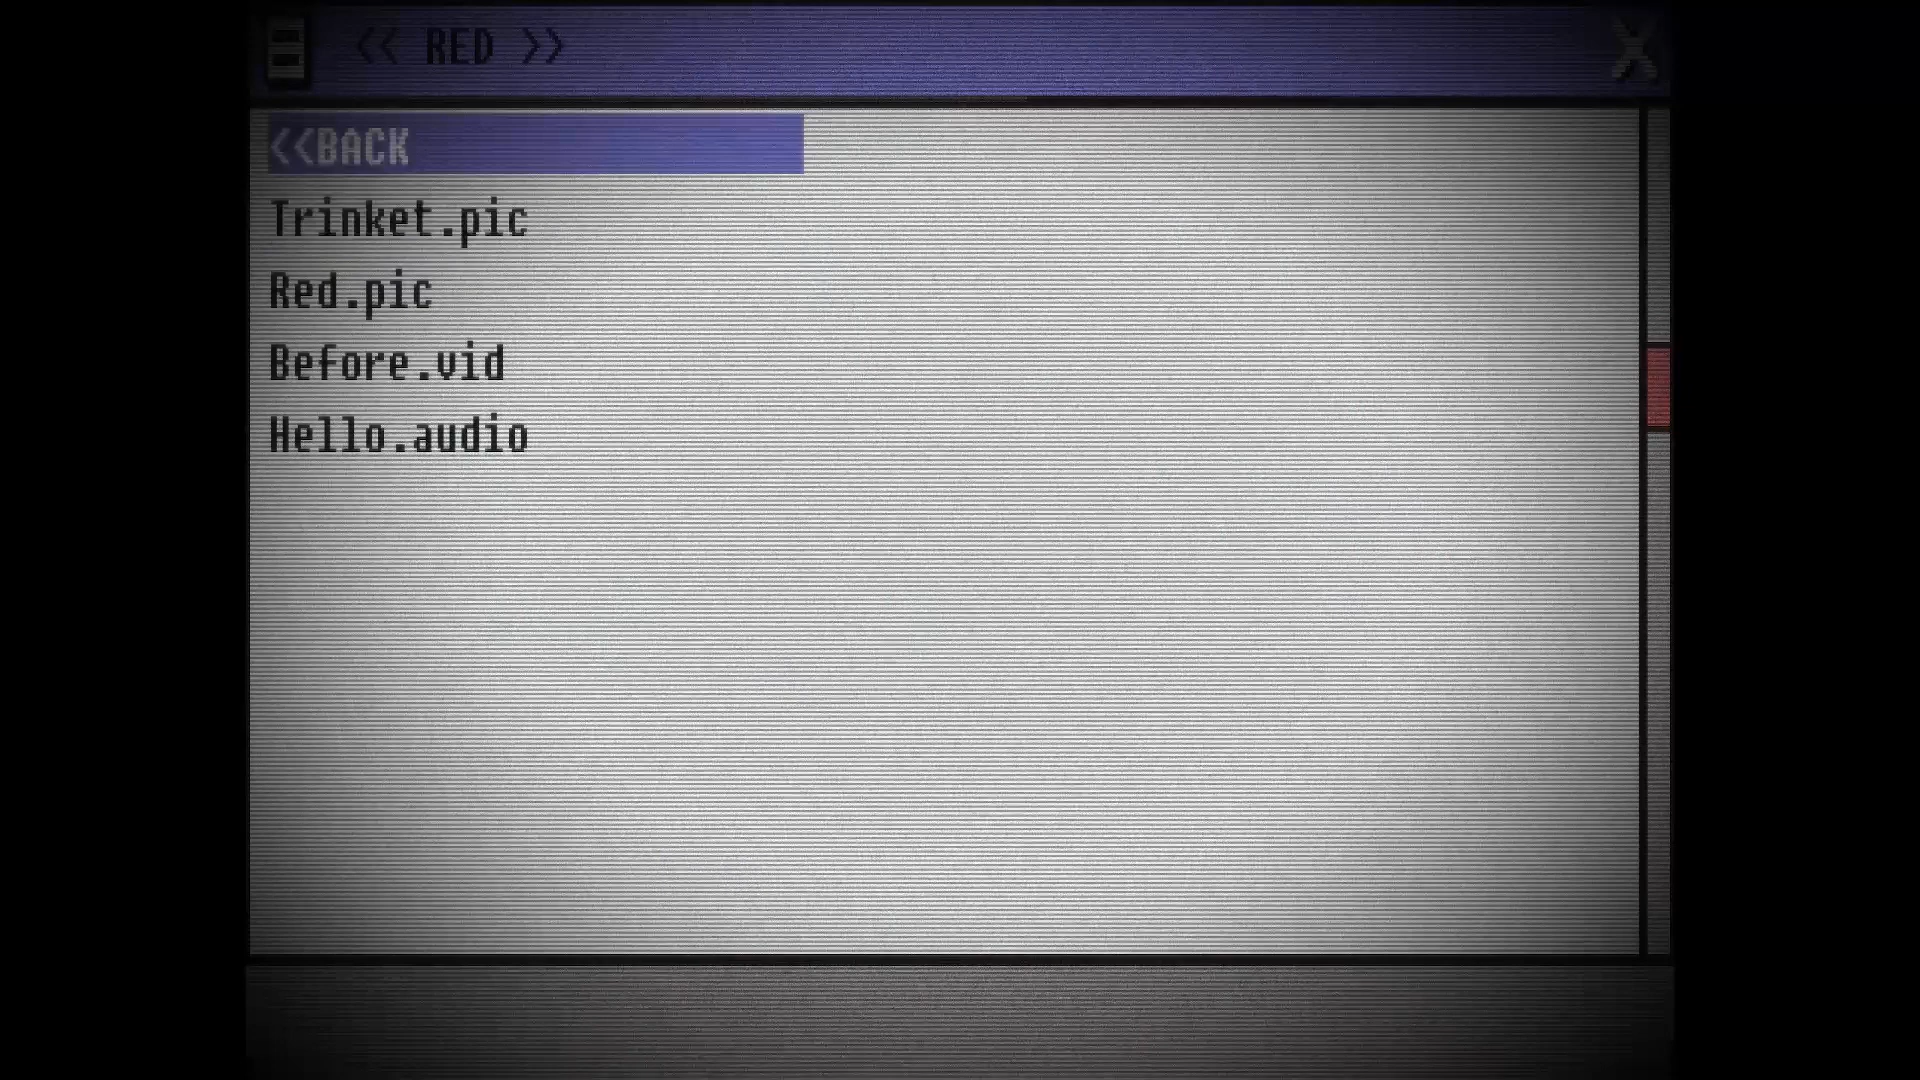 << RED >>
X
<<BACK
Trinket.pic
Red.pic
Before.vid
Hello.audio